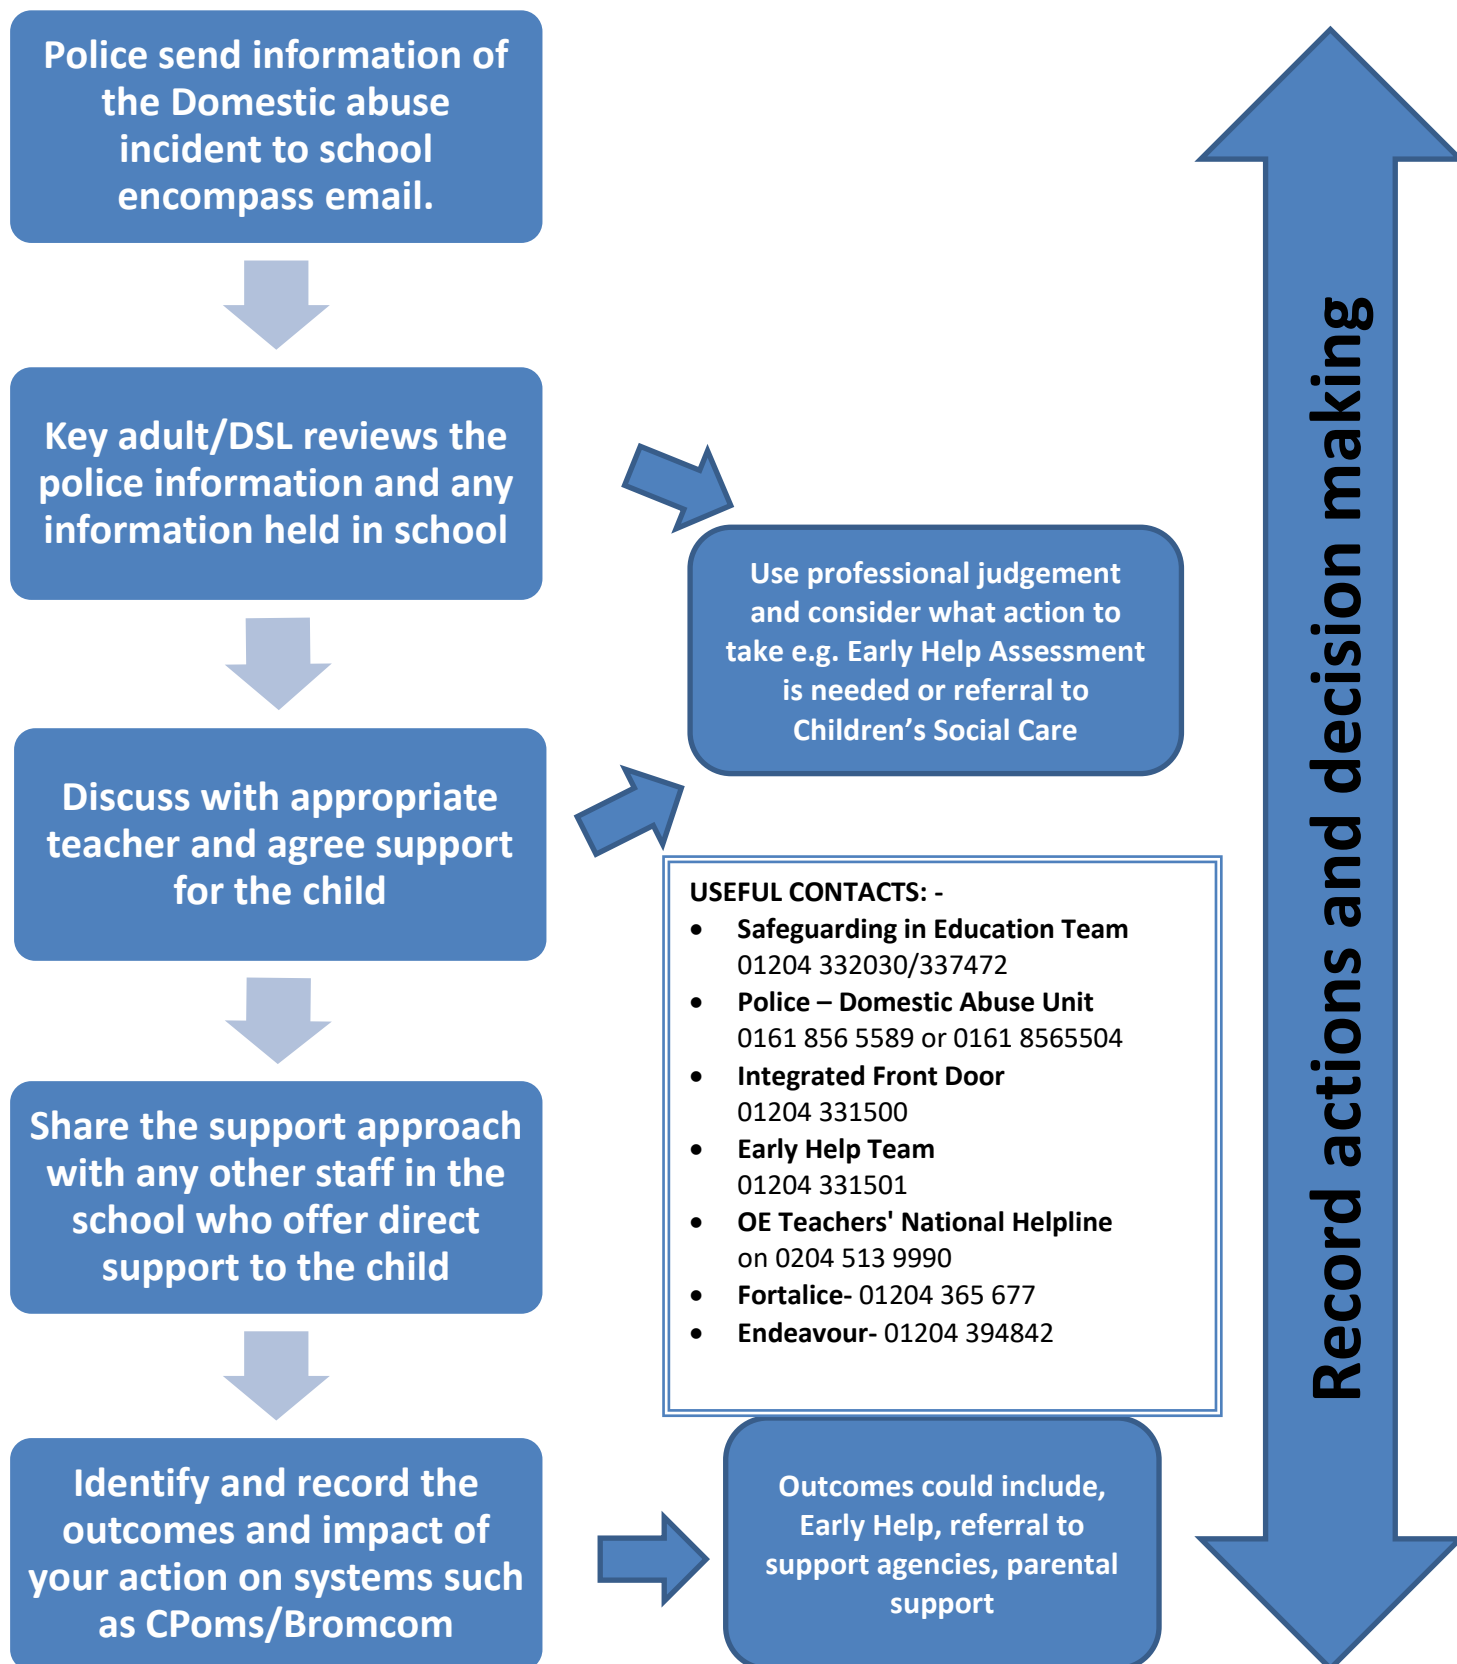 Police send information of
the Domestic abuse
incident to school
encompass email.
Key adult/DSL reviews the
police information and any
information held in school
Use professional judgement
and consider what action to
take e.g. Early Help Assessment
is needed or referral to
Children’s Social Care
Discuss with appropriate
teacher and agree support
for the child
USEFUL CONTACTS: -
• Safeguarding in Education Team
01204 332030/337472
• Police – Domestic Abuse Unit
0161 856 5589 or 0161 8565504
• Integrated Front Door
01204 331500
• Early Help Team
01204 331501
• OE Teachers' National Helpline
on 0204 513 9990
• Fortalice- 01204 365 677
• Endeavour- 01204 394842
Share the support approach
with any other staff in the
school who offer direct
support to the child
Identify and record the
outcomes and impact of
your action on systems such
as CPoms/Bromcom
Outcomes could include,
Early Help, referral to
support agencies, parental
support
Record actions and decision making